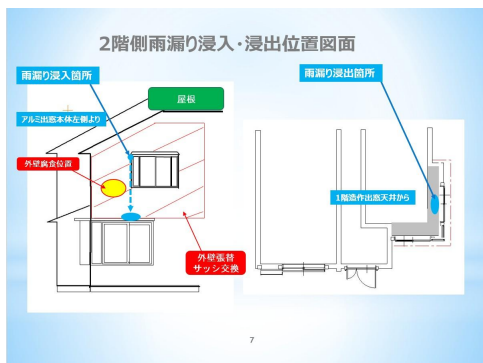 2階側雨漏り浸入・浸出位置図面
雨漏り浸入箇所
アルミ出窓本体左側より
屋根
外壁腐食位置
外壁張替
サッシ交換
雨漏り浸出箇所
1階造作出窓天井から
7